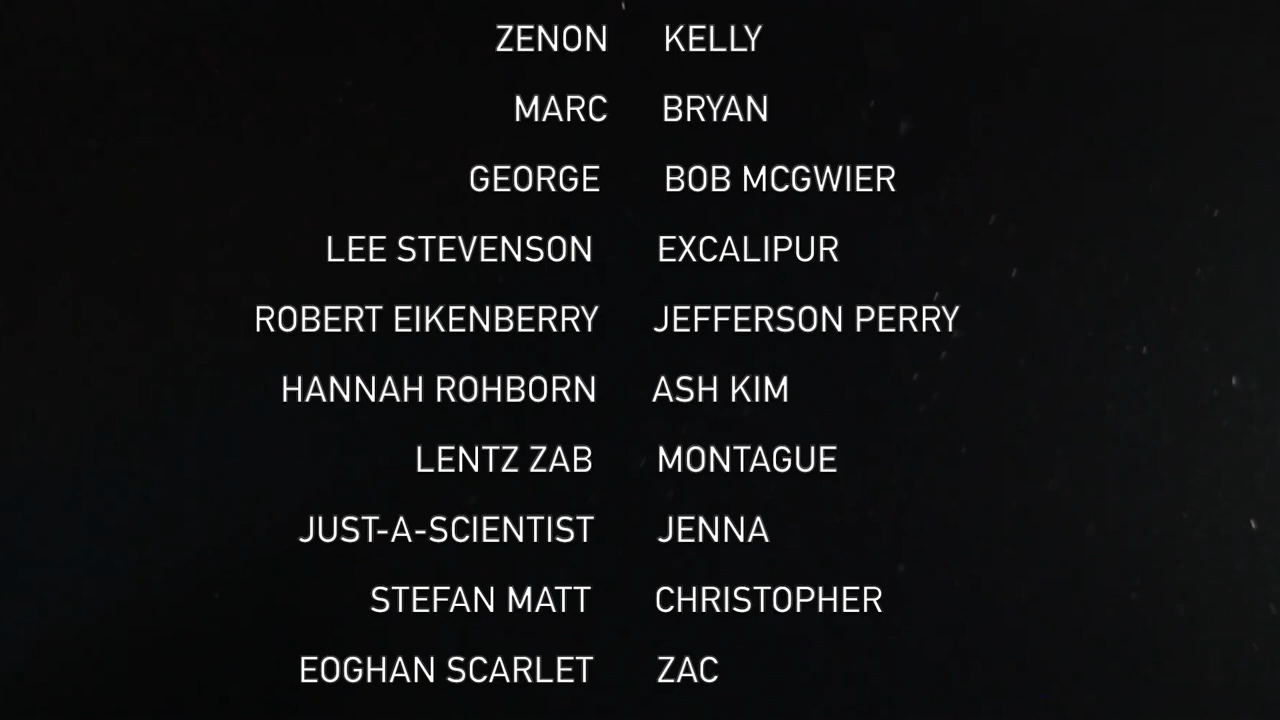 ZENON KELLY
MARC BRYAN
GEORGE BOB MCGWIER
LEE STEVENSON EXCALIPUR
ROBERT EIKENBERRY JEFFERSON PERRY
HANNAH ROHBORN ASH KIM
LENTZ ZAB MONTAGUE
JUST-A-SCIENTIST JENNA
STEFAN MATT CHRISTOPHER
EOGHAN SCARLET ZAC